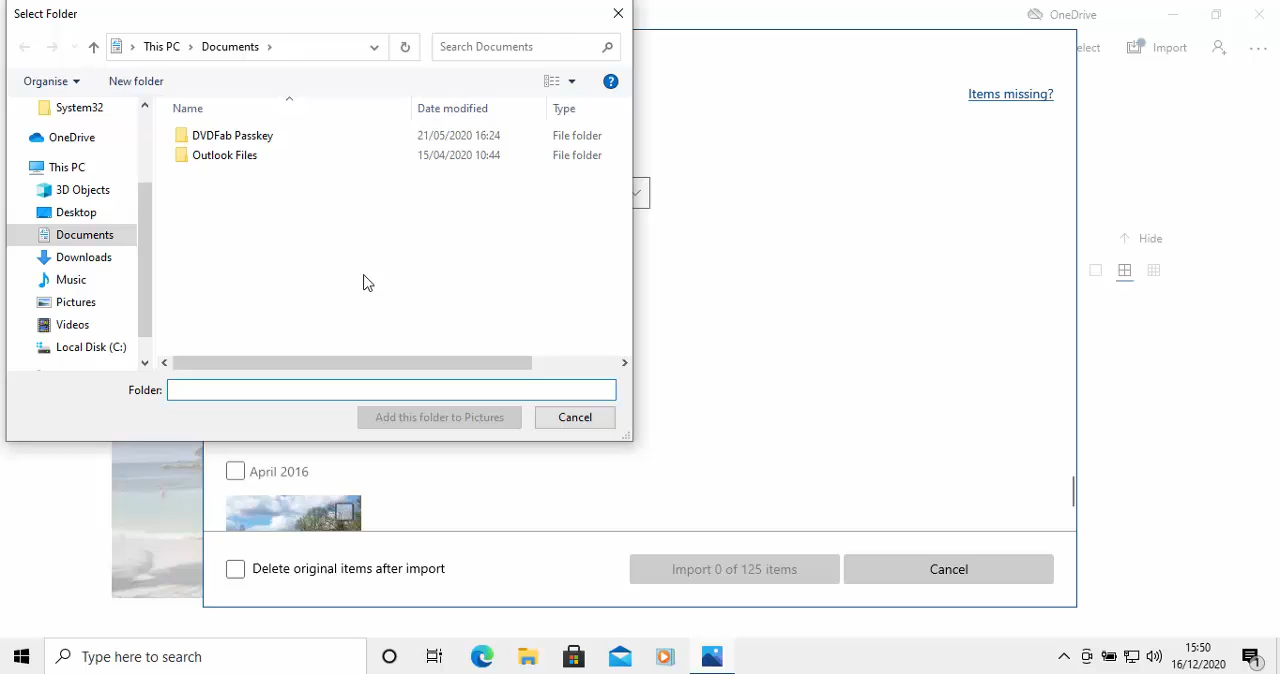 Select Folder
OneDrive
This PC
Documents
Search Documents
elect
Import
Organise
New folder
Items missing?
System32
Name
Date modified
Type
OneDrive
DVDFab Passkey
21/05/2020 16:24
File folder
Outlook Files
15/04/2020 10:44
File folder
This PC
3D Objects
Desktop
Documents
Downloads
Music
Pictures
Videos
Local Disk (C:)
Hide
Folder:
Add this folder to Pictures
Cancel
April 2016
Delete original items after import
Import 0 of 125 items
Cancel
Type here to search
15:50
16/12/2020
1